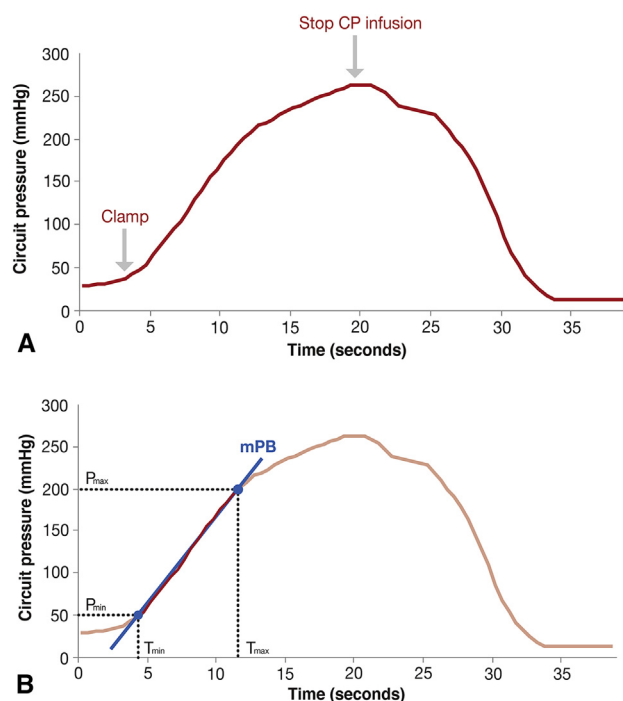 Stop CP infusion
300
250
200
150
100
50
0
Clamp
Circuit pressure (mmHg)
0 5 10 15 20 25 30 35
Time (seconds)
A
300
250
200
150
100
50
0
mPB
Pmax
Pmin
Tmin
Tmax
Circuit pressure (mmHg)
0 5 10 15 20 25 30 35
Time (seconds)
B